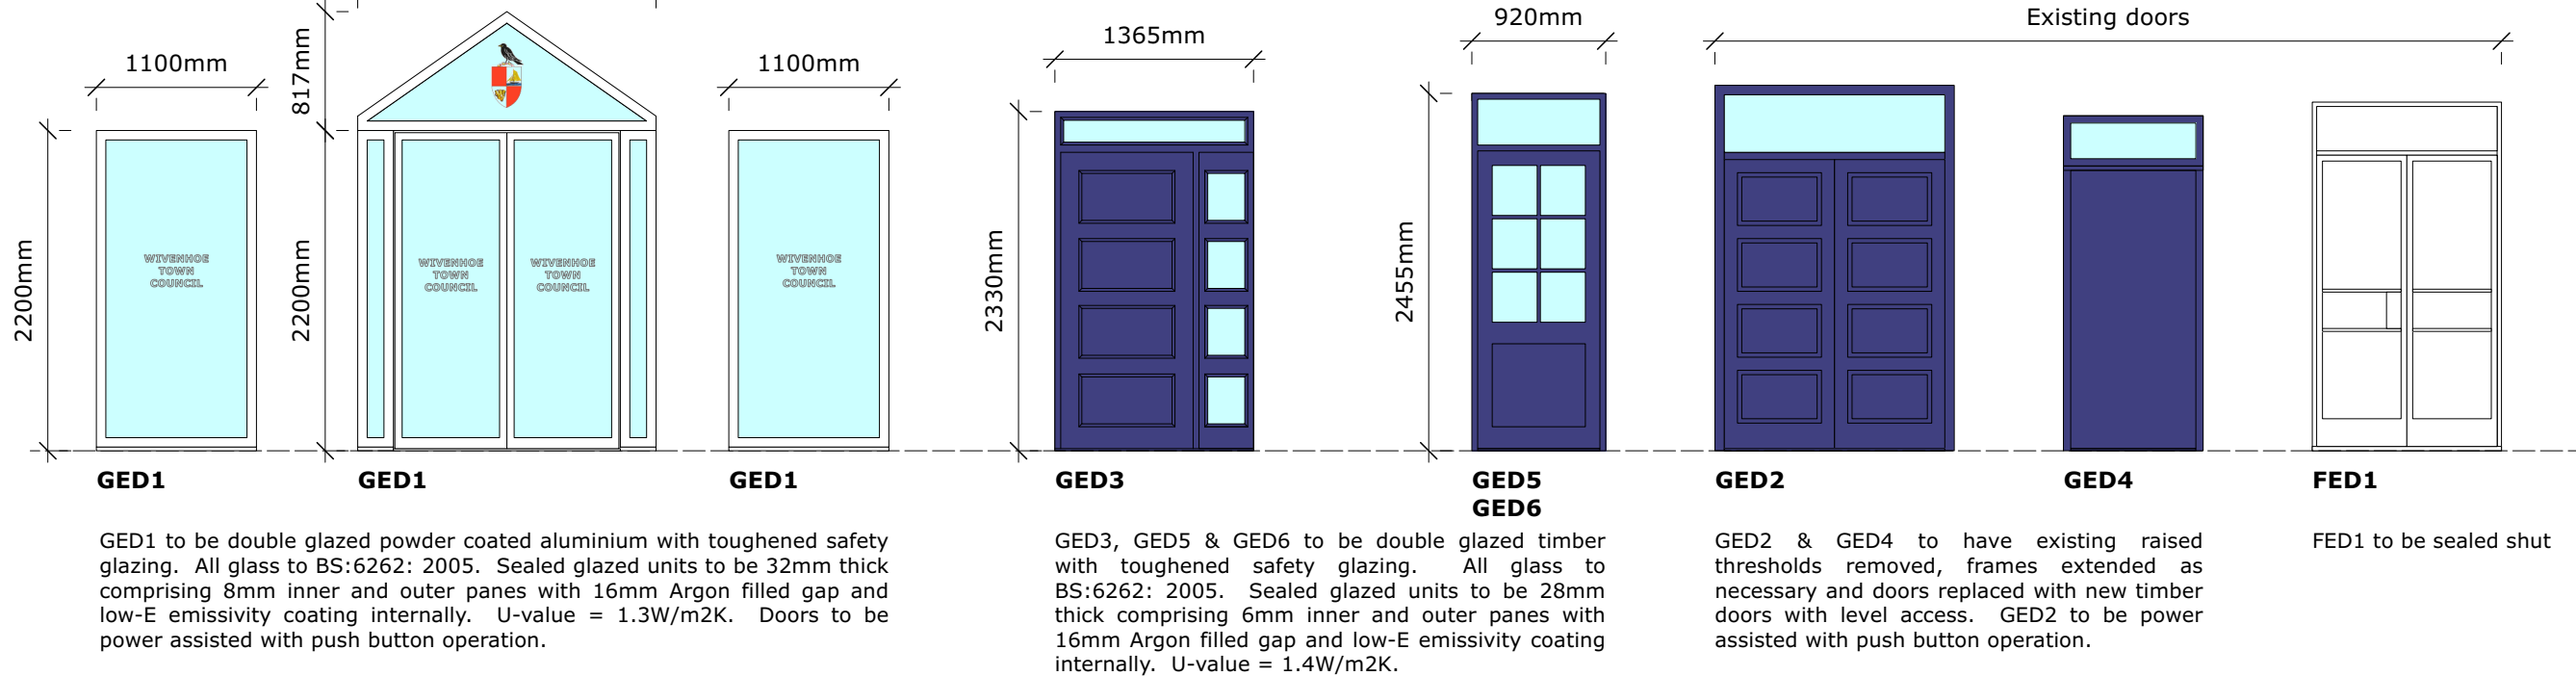 1100mm
817mm
1100mm
1365mm
920mm
Existing doors
2200mm
2200mm
2330mm
2455mm
WIVENHOE
TOWN
COUNCIL
WIVENHOE
TOWN
COUNCIL
WIVENHOE
TOWN
COUNCIL
WIVENHOE
TOWN
COUNCIL
GED1
GED1
GED1
GED3
GED5
GED6
GED2
GED4
FED1
GED1 to be double glazed powder coated aluminium with toughened safety
glazing. All glass to BS:6262: 2005. Sealed glazed units to be 32mm thick
comprising 8mm inner and outer panes with 16mm Argon filled gap and
low-E emissivity coating internally. U-value = 1.3W/m2K. Doors to be
power assisted with push button operation.
GED3, GED5 & GED6 to be double glazed timber
with toughened safety glazing. All glass to
BS:6262: 2005. Sealed glazed units to be 28mm
thick comprising 6mm inner and outer panes with
16mm Argon filled gap and low-E emissivity coating
internally. U-value = 1.4W/m2K.
GED2 & GED4 to have existing raised
thresholds removed, frames extended as
necessary and doors replaced with new timber
doors with level access. GED2 to be power
assisted with push button operation.
FED1 to be sealed shut